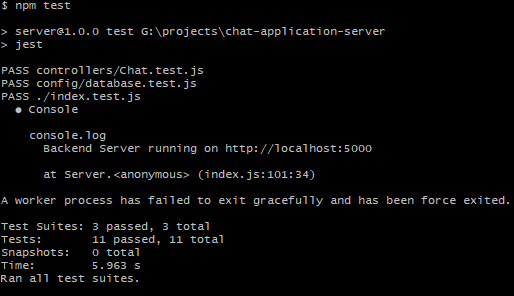 $ npm test
> server@1.0.0 test G:\projects\chat-application-server
> jest
PASS controllers/Chat.test.js
PASS config/database.test.js
PASS ./index.test.js
● Console
console.log
Backend Server running on http://localhost:5000
at Server.<anonymous> (index.js:101:34)
A worker process has failed to exit gracefully and has been force exited.
Test Suites: 3 passed, 3 total
Tests: 11 passed, 11 total
Snapshots: 0 total
Time: 5.963 s
Ran all test suites.